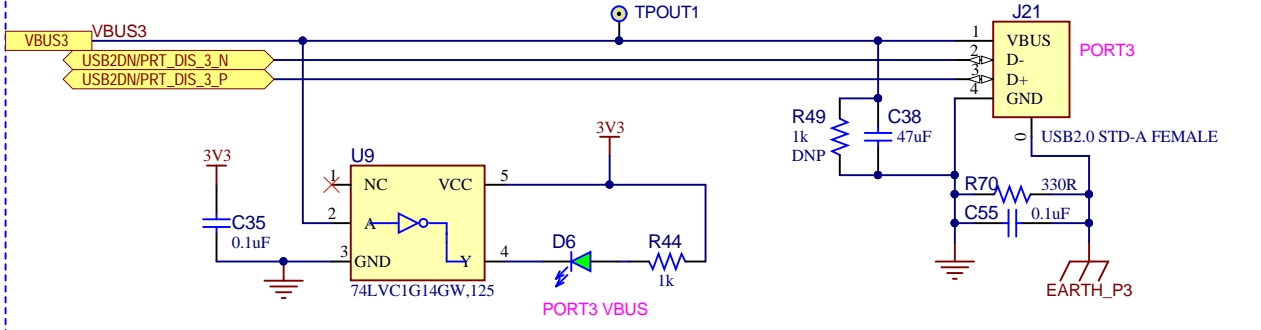 TPOUT1
J21
VBUS3
VBUS3
1
VBUS
PORT3
USB2DN/PRT_DIS_3_N
2
D-
USB2DN/PRT_DIS_3_P
3
D+
4
GND
R49
1k
DNP
C38
47uF
0
USB2.0 STD-A FEMALE
3V3
3V3
U9
1
NC
VCC
5
R70
330R
C35
0.1uF
2
A
C55
0.1uF
3
GND
Y
4
D6
R44
1k
74LVC1G14GW,125
PORT3 VBUS
EARTH_P3